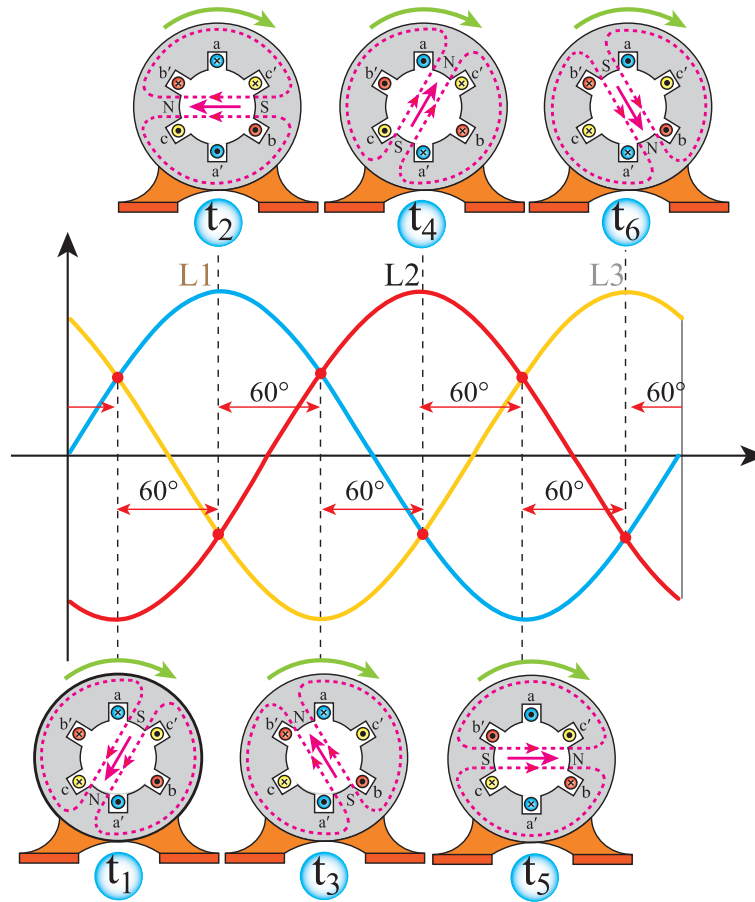 a a a
b′ c′ b′ c′ b′ c′
N S N S
c b c S b c N b
a′ a′ a′
t2 t4 t6
L1 L2 L3
60° 60° 60°
60° 60° 60°
a a a
b′ S c′ b′ N c′ b′ c′
S N
c N b c S b c b
a′ a′ a′
t1 t3 t5